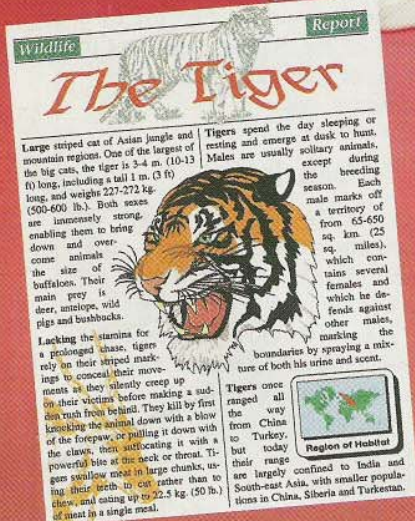 Wildlife
Report
The Tiger
Large striped cat of Asian jungle and
mountain regions. One of the largest of
the big cats, the tiger is 3-4 m. (10-13
ft) long, including a tail 1 m. (3 ft)
long, and weighs 227-272 kg.
(500-600 lb.). Both sexes
are immensely strong,
enabling them to bring
down and over-
come animals
the size of
buffaloes. Their
main prey is
deer, antelope, wild
pigs and bushbucks.
Lacking the stamina for
a prolonged chase, tigers
rely on their striped mark-
ings to conceal their move-
ments as they silently creep up
on their victims before making a sud-
den rush from behind. They kill by first
knocking the animal down with a blow
of the forepaw, or pulling it down with
the claws, then suffocating it with a
powerful bite at the neck or throat. Ti-
gers swallow meat in large chunks, us-
ing their teeth to cut rather than to
chew, and eating up to 22.5 kg. (50 lb.)
of meat in a single meal.
Tigers spend the day sleeping or
resting and emerge at dusk to hunt.
Males are usually solitary animals,
except during
the breeding
season. Each
male marks off
a territory of
from 65-650
sq. km. (25
sq. miles),
which con-
tains several
females and
which he de-
fends against
other males,
marking the
boundaries by spraying a mix-
ture of both his urine and scent.
Tigers once
ranged all
the way
from China
to Turkey,
but today
their range
are largely confined to India and
South-east Asia, with smaller popula-
tions in China, Siberia and Turkestan.
Region of Habitat